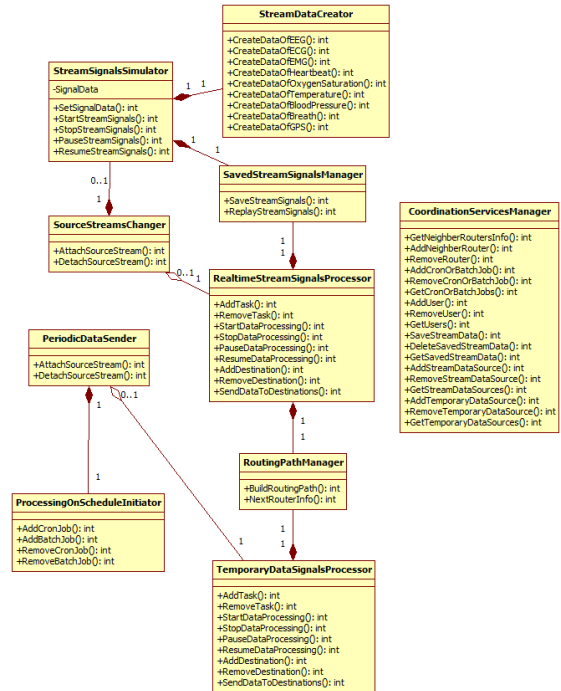 StreamDataCreator
+CreateDataOfEEG(): int
+CreateDataOfECG(): int
+CreateDataOfEMG(): int
+CreateDataOfHeartbeat(): int
+CreateDataOfOxygenSaturation(): int
+CreateDataOfTemperature(): int
+CreateDataOfBloodPressure(): int
+CreateDataOfBreath(): int
+CreateDataOfGPS(): int
StreamSignalsSimulator
-SignalData
+SetSignalData(): int
+StartStreamSignals(): int
+StopStreamSignals(): int
+PauseStreamSignals(): int
+ResumeStreamSignals(): int
1
1
1
1
SavedStreamSignalsManager
+SaveStreamSignals(): int
+ReplayStreamSignals(): int
0..1
1
SourceStreamsChanger
+AttachSourceStream(): int
+DetachSourceStream(): int
0..1
1
1
1
RealtimeStreamSignalsProcessor
+AddTask(): int
+RemoveTask(): int
+StartDataProcessing(): int
+StopDataProcessing(): int
+PauseDataProcessing(): int
+ResumeDataProcessing(): int
+AddDestination(): int
+RemoveDestination(): int
+SendDataToDestinations(): int
CoordinationServicesManager
+GetNeighberRoutersInfo(): int
+AddNeighberRouter(): int
+RemoveRouter(): int
+AddCronOrBatchJob(): int
+RemoveCronOrBatchJob(): int
+GetCronOrBatchJobs(): int
+AddUser(): int
+RemoveUser(): int
+GetUsers(): int
+SaveStreamData(): int
+DeleteSavedStreamData(): int
+GetSavedStreamData(): int
+AddStreamDataSource(): int
+RemoveStreamDataSource(): int
+GetStreamDataSources(): int
+AddTemporaryDataSource(): int
+RemoveTemporaryDataSource(): int
+GetTemporaryDataSources(): int
PeriodicDataSender
+AttachSourceStream(): int
+DetachSourceStream(): int
1
0..1
1
1
RoutingPathManager
+BuildRoutingPath(): int
+NextRouterInfo(): int
1
ProcessingOnScheduleInitiator
+AddCronJob(): int
+AddBatchJob(): int
+RemoveCronJob(): int
+RemoveBatchJob(): int
1
1
1
TemporaryDataSignalsProcessor
+AddTask(): int
+RemoveTask(): int
+StartDataProcessing(): int
+StopDataProcessing(): int
+PauseDataProcessing(): int
+ResumeDataProcessing(): int
+AddDestination(): int
+RemoveDestination(): int
+SendDataToDestinations(): int